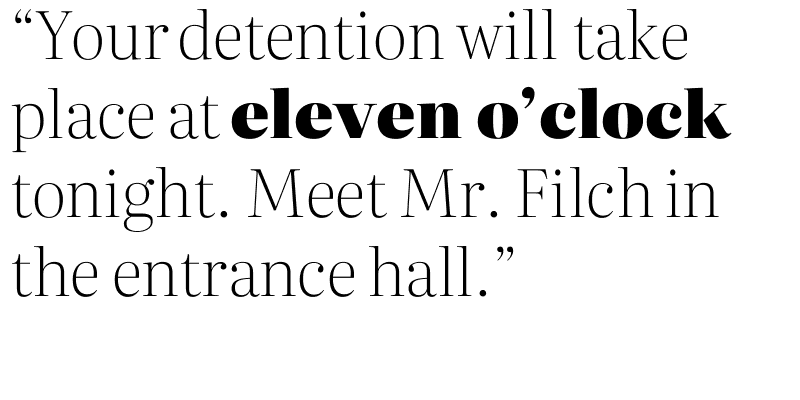 “Your detention will take
place at eleven o’clock
tonight. Meet Mr. Filch in
the entrance hall.”